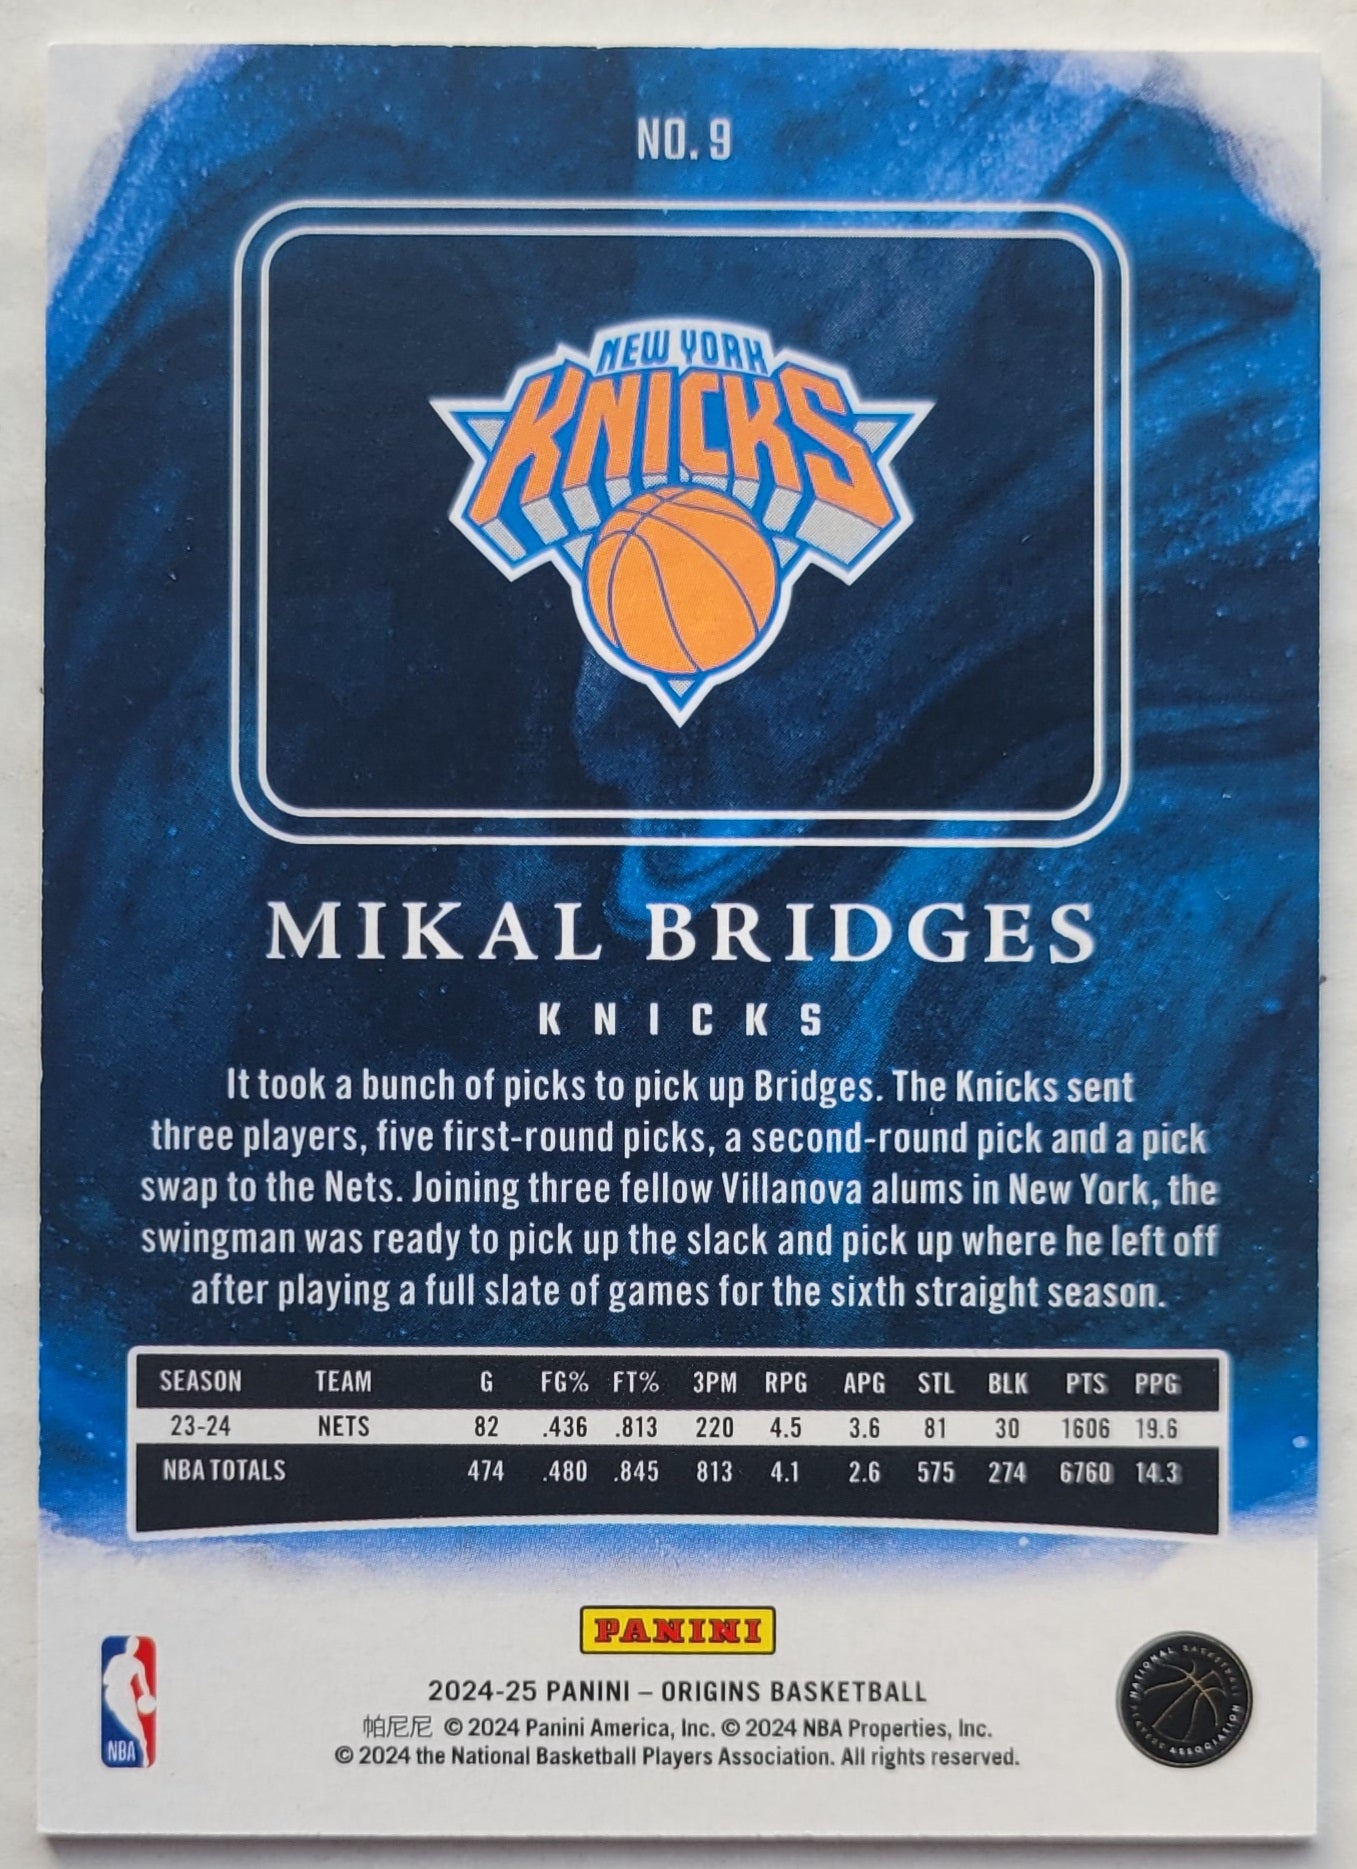 NO. 9
NEW YORK
KNICKS
MIKAL BRIDGES
KNICKS
It took a bunch of picks to pick up Bridges. The Knicks sent
three players, five first-round picks, a second-round pick and a pick
swap to the Nets. Joining three fellow Villanova alums in New York, the
swingman was ready to pick up the slack and pick up where he left off
after playing a full slate of games for the sixth straight season.
SEASON TEAM G FG% FT% 3PM RPG APG STL BLK PTS PPG
23-24 NETS 82 .436 .813 220 4.5 3.6 81 30 1606 19.6
NBA TOTALS 474 .480 .845 813 4.1 2.6 575 274 6760 14.3
PANINI
2024-25 PANINI – ORIGINS BASKETBALL
帕尼尼 © 2024 Panini America, Inc. © 2024 NBA Properties, Inc.
© 2024 the National Basketball Players Association. All rights reserved.
NBA
NATIONAL BASKETBALL
PLAYERS ASSOCIATION